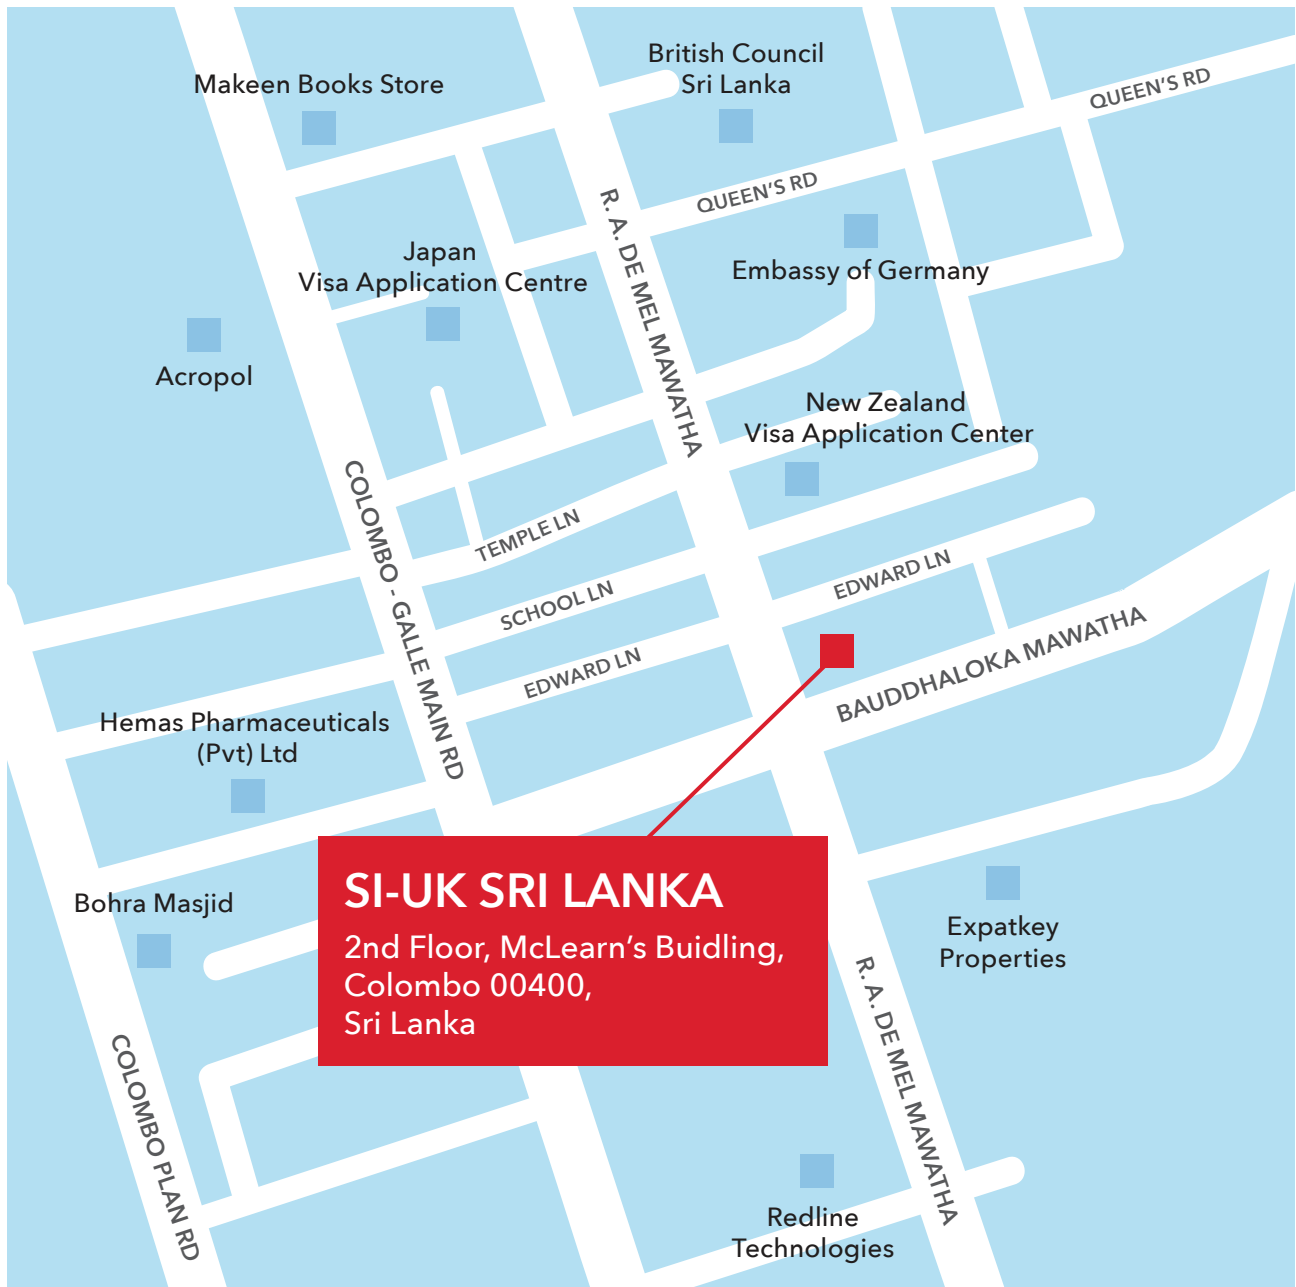 British Council
Sri Lanka
Makeen Books Store
QUEEN'S RD
QUEEN'S RD
R. A. DE MEL MAWATHA
Japan
Visa Application Centre
Embassy of Germany
Acropol
New Zealand
Visa Application Center
COLOMBO - GALLE MAIN RD
TEMPLE LN
SCHOOL LN
EDWARD LN
EDWARD LN
BAUDDHALOKA MAWATHA
Hemas Pharmaceuticals
(Pvt) Ltd
SI-UK SRI LANKA
2nd Floor, McLearn's Buidling,
Colombo 00400,
Sri Lanka
Bohra Masjid
Expatkey
Properties
R. A. DE MEL MAWATHA
COLOMBO PLAN RD
Redline
Technologies